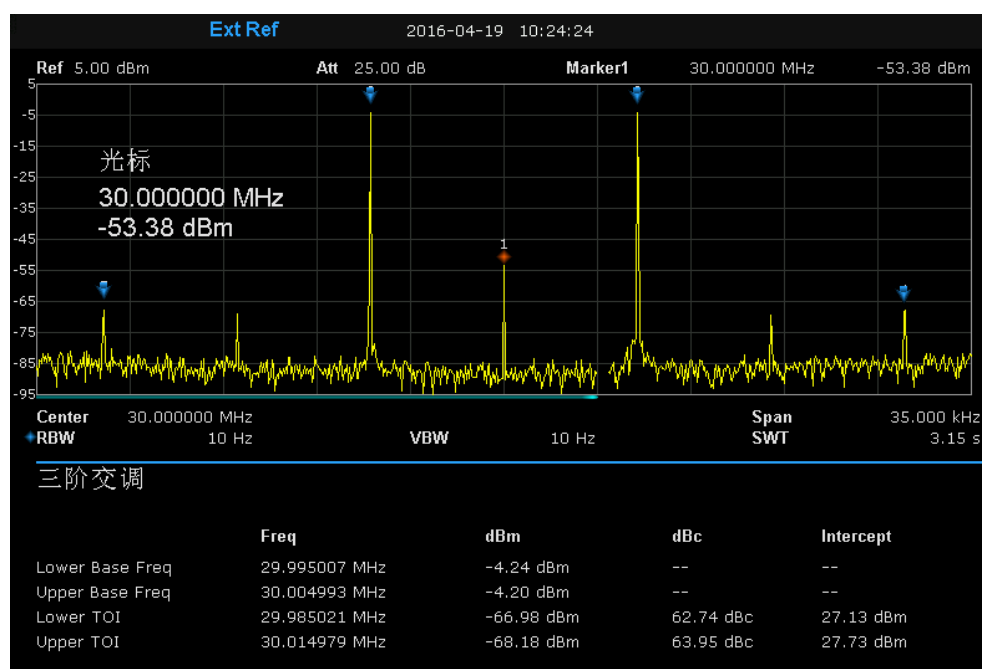 Ext Ref 2016-04-19 10:24:24
Ref 5.00 dBm Att 25.00 dB Marker1 30.000000 MHz -53.38 dBm
5
-5
-15
光标
-25
30.000000 MHz
-35
-53.38 dBm
-45
1
-55
-65
-75
-85
-95
Center 30.000000 MHz Span 35.000 kHz
RBW 10 Hz VBW 10 Hz SWT 3.15 s
三阶交调
Freq dBm dBc Intercept
Lower Base Freq 29.995007 MHz -4.24 dBm -- --
Upper Base Freq 30.004993 MHz -4.20 dBm -- --
Lower TOI 29.985021 MHz -66.98 dBm 62.74 dBc 27.13 dBm
Upper TOI 30.014979 MHz -68.18 dBm 63.95 dBc 27.73 dBm